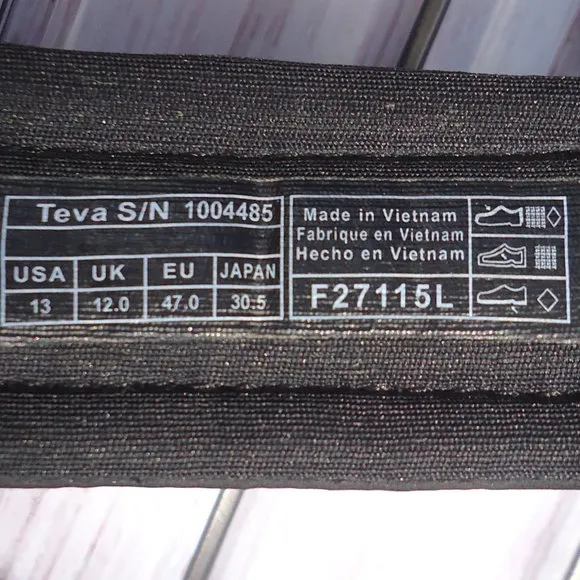 Teva S/N 1004485
USA UK EU JAPAN
13 12.0 47.0 30.5
Made in Vietnam
Fabrique en Vietnam
Hecho en Vietnam
F27115L